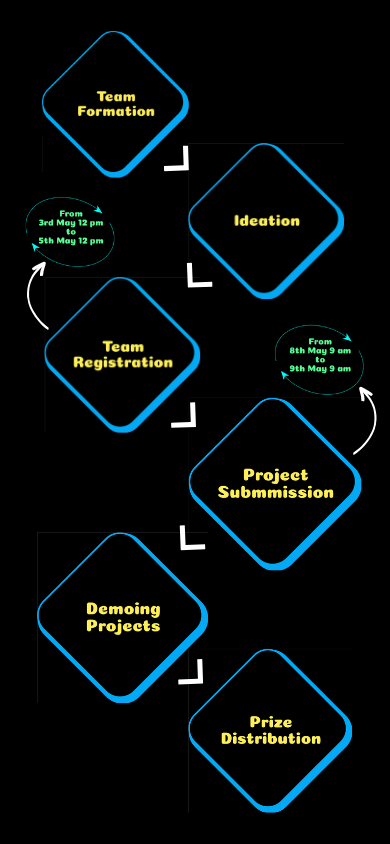 Team
Formation
Ideation
From
3rd May 12 pm
to
5th May 12 pm
Team
Registration
From
8th May 9 am
to
9th May 9 am
Project
Submmission
Demoing
Projects
Prize
Distribution